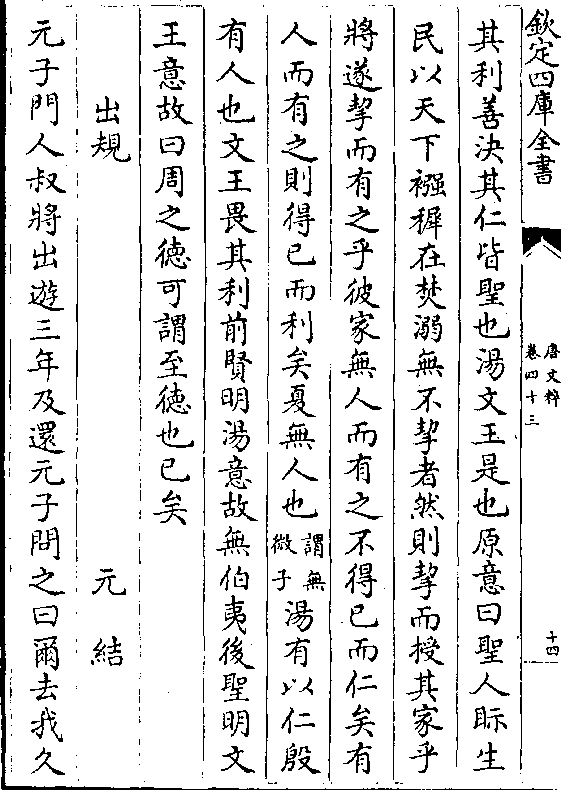 欽定四庫全書
唐文粹
卷四十三
十四
其利善决其仁皆聖也湯文王是也原意曰聖人眎生
民以天下襁穉在焚溺無不挈者然則挈而授其家乎
將遂挈而有之乎彼家無人而有之不得已而仁矣有
人而有之則得已而利矣夏無人也謂無微子湯有以仁殷
有人也文王畏其利前賢明湯意故無伯夷後聖明文
王意故曰周之徳可謂至徳也已矣
出規 元結
元子門人叔將出遊三年及還元子問之曰爾去我久